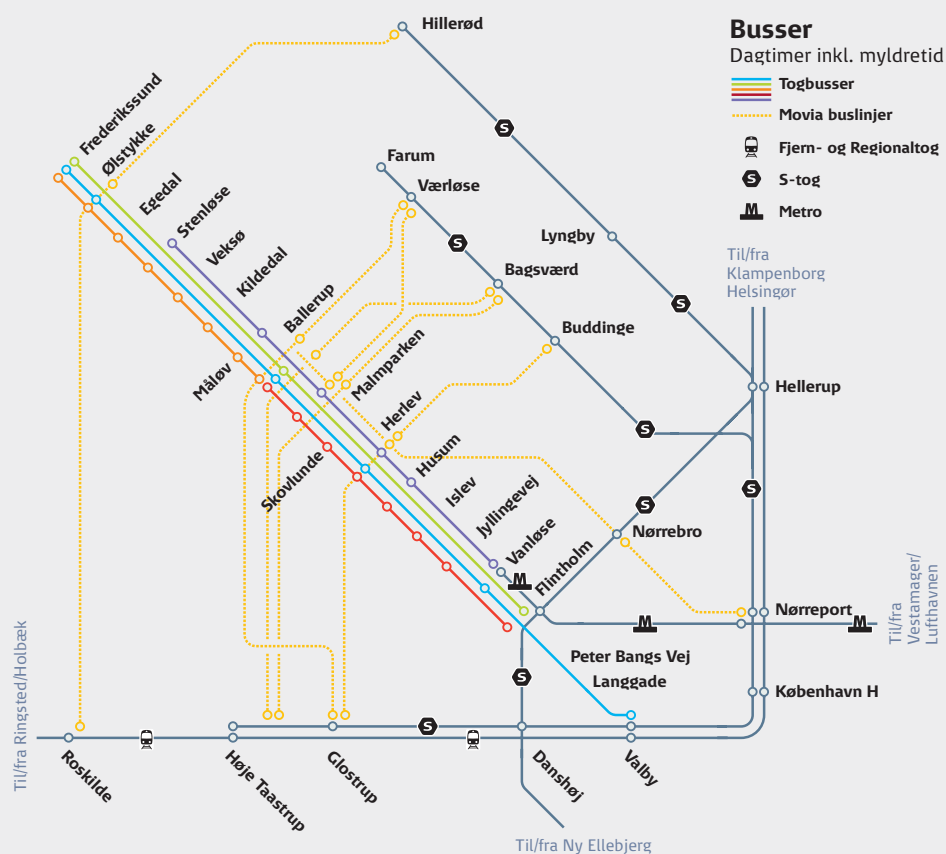 Busser
Dagtimer inkl. myldretid
Togbusser
Movia buslinjer
Fjern- og Regionaltog
S
S-tog
M
Metro
Hillerød
S
Frederikssund
Ølstykke
Egedal
Stenløse
Veksø
Kildedal
Ballerup
Måløv
Malmparken
Skovlunde
Herlev
Husum
Islev
Jyllingevej
Vanløse
Flintholm
Peter Bangs Vej
Langgade
Farum
Værløse
S
Bagsværd
Buddinge
S
Lyngby
S
Til/fra
Klampenborg
Helsingør
Hellerup
S
S
Nørrebro
Nørreport
M
M
M
Til/fra
Vestamager/
Lufthavnen
København H
S
S
Til/fra Ringsted/Holbæk
Roskilde
Høje Taastrup
Glostrup
Danshøj
Valby
Til/fra Ny Ellebjerg